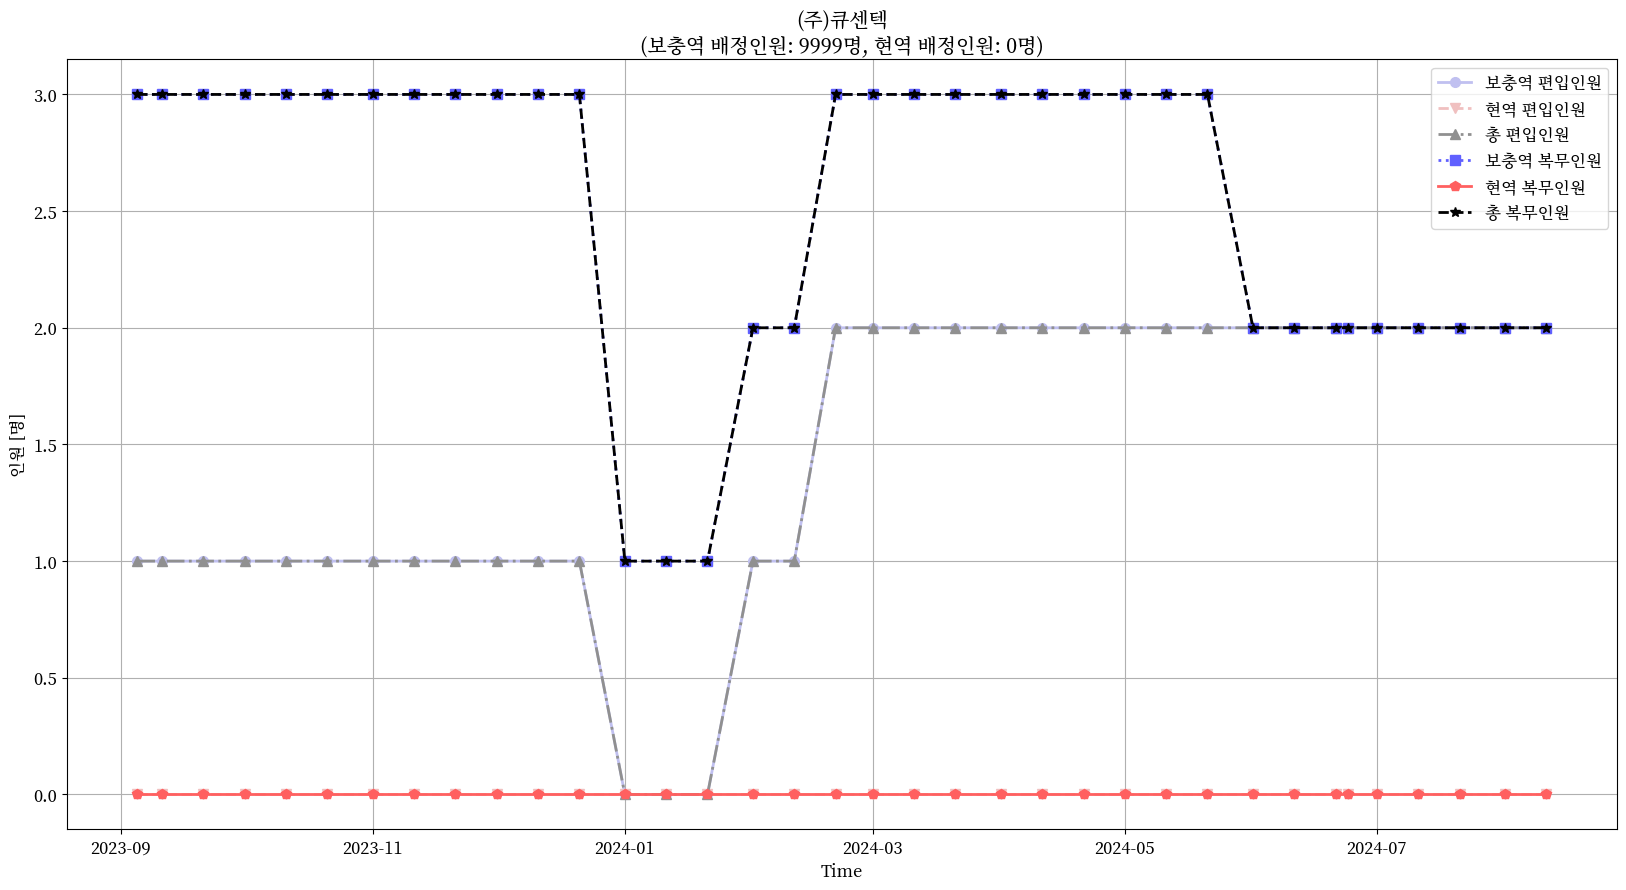 (주)큐센텍
(보충역 배정인원: 9999명, 현역 배정인원: 0명)
보충역 편입인원
현역 편입인원
총 편입인원
보충역 복무인원
현역 복무인원
총 복무인원
인원 [명]
3.0
2.5
2.0
1.5
1.0
0.5
0.0
2023-09
2023-11
2024-01
2024-03
2024-05
2024-07
Time